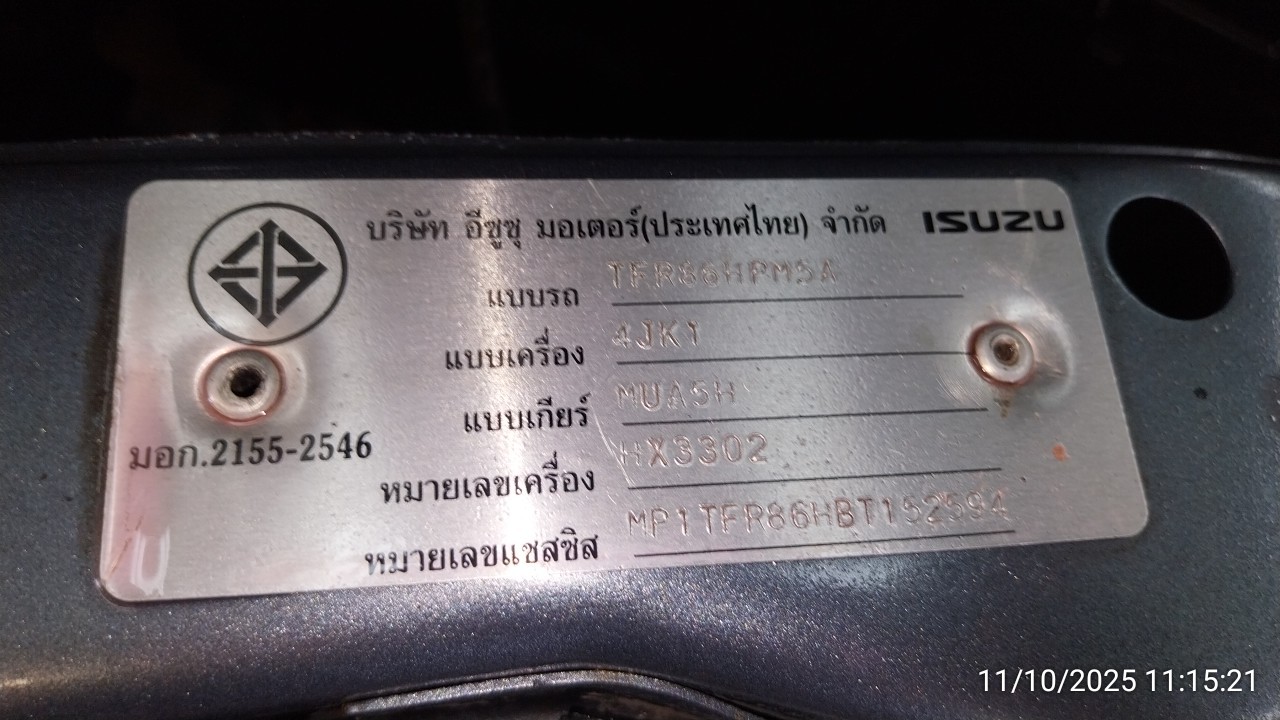 บริษัท อีซูซุ มอเตอร์(ประเทศไทย) จำกัด ISUZU
แบบรถ TFR86HPM5A
แบบเครื่อง 4JK1
แบบเกียร์ MUA5H
มอก.2155-2546
หมายเลขเครื่อง HX3302
หมายเลขแชสซิส MP1TFR86HBT152594
11/10/2025 11:15:21